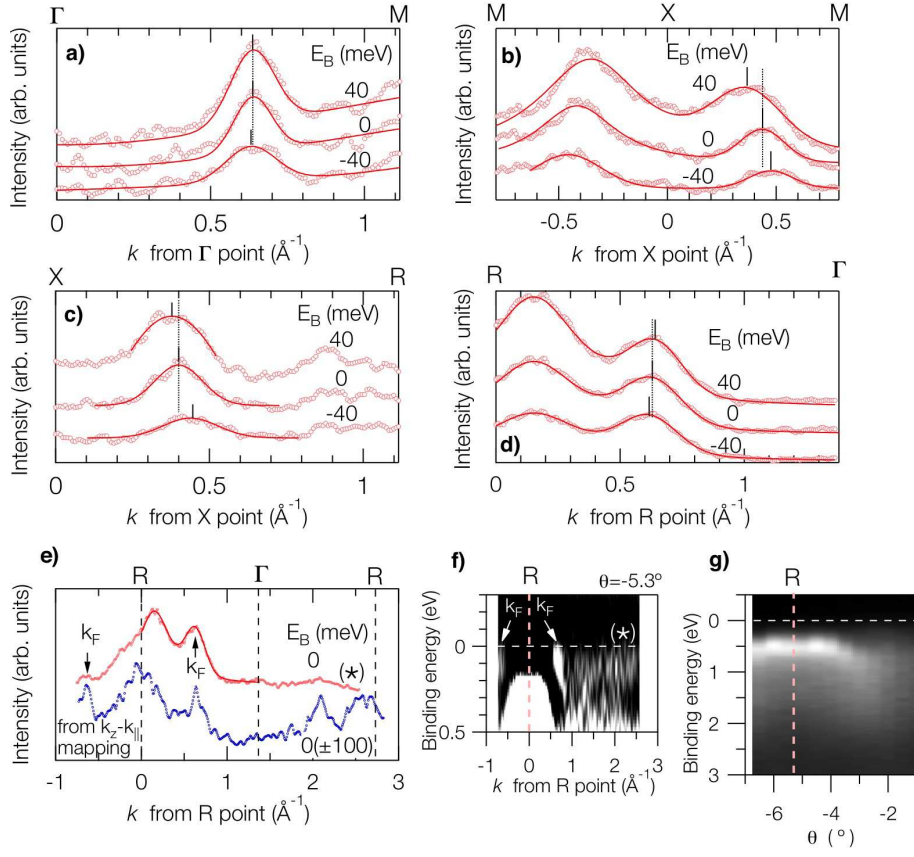 Γ M
a)
E_B (meV)
40
0
-40
Intensity (arb. units)
0 0.5 1
k from Γ point (Å⁻¹)
M X M
b)
E_B (meV)
40
0
-40
Intensity (arb. units)
-0.5 0 0.5
k from X point (Å⁻¹)
X R
c)
E_B (meV)
40
0
-40
Intensity (arb. units)
0 0.5 1
k from X point (Å⁻¹)
R Γ
E_B (meV)
40
0
-40
d)
Intensity (arb. units)
0 0.5 1
k from R point (Å⁻¹)
e)
R Γ R
E_B (meV)
0
(*)
k_F
k_F
from k_z-k_||
mapping
0(±100)
Intensity (arb. units)
-1 0 1 2 3
k from R point (Å⁻¹)
f)
R θ=-5.3°
k_F k_F
(*)
Binding energy (eV)
0
0.5
-1 0 1 2 3
k from R point (Å⁻¹)
g)
R
Binding energy (eV)
0
1
2
3
-6 -4 -2
θ (°)